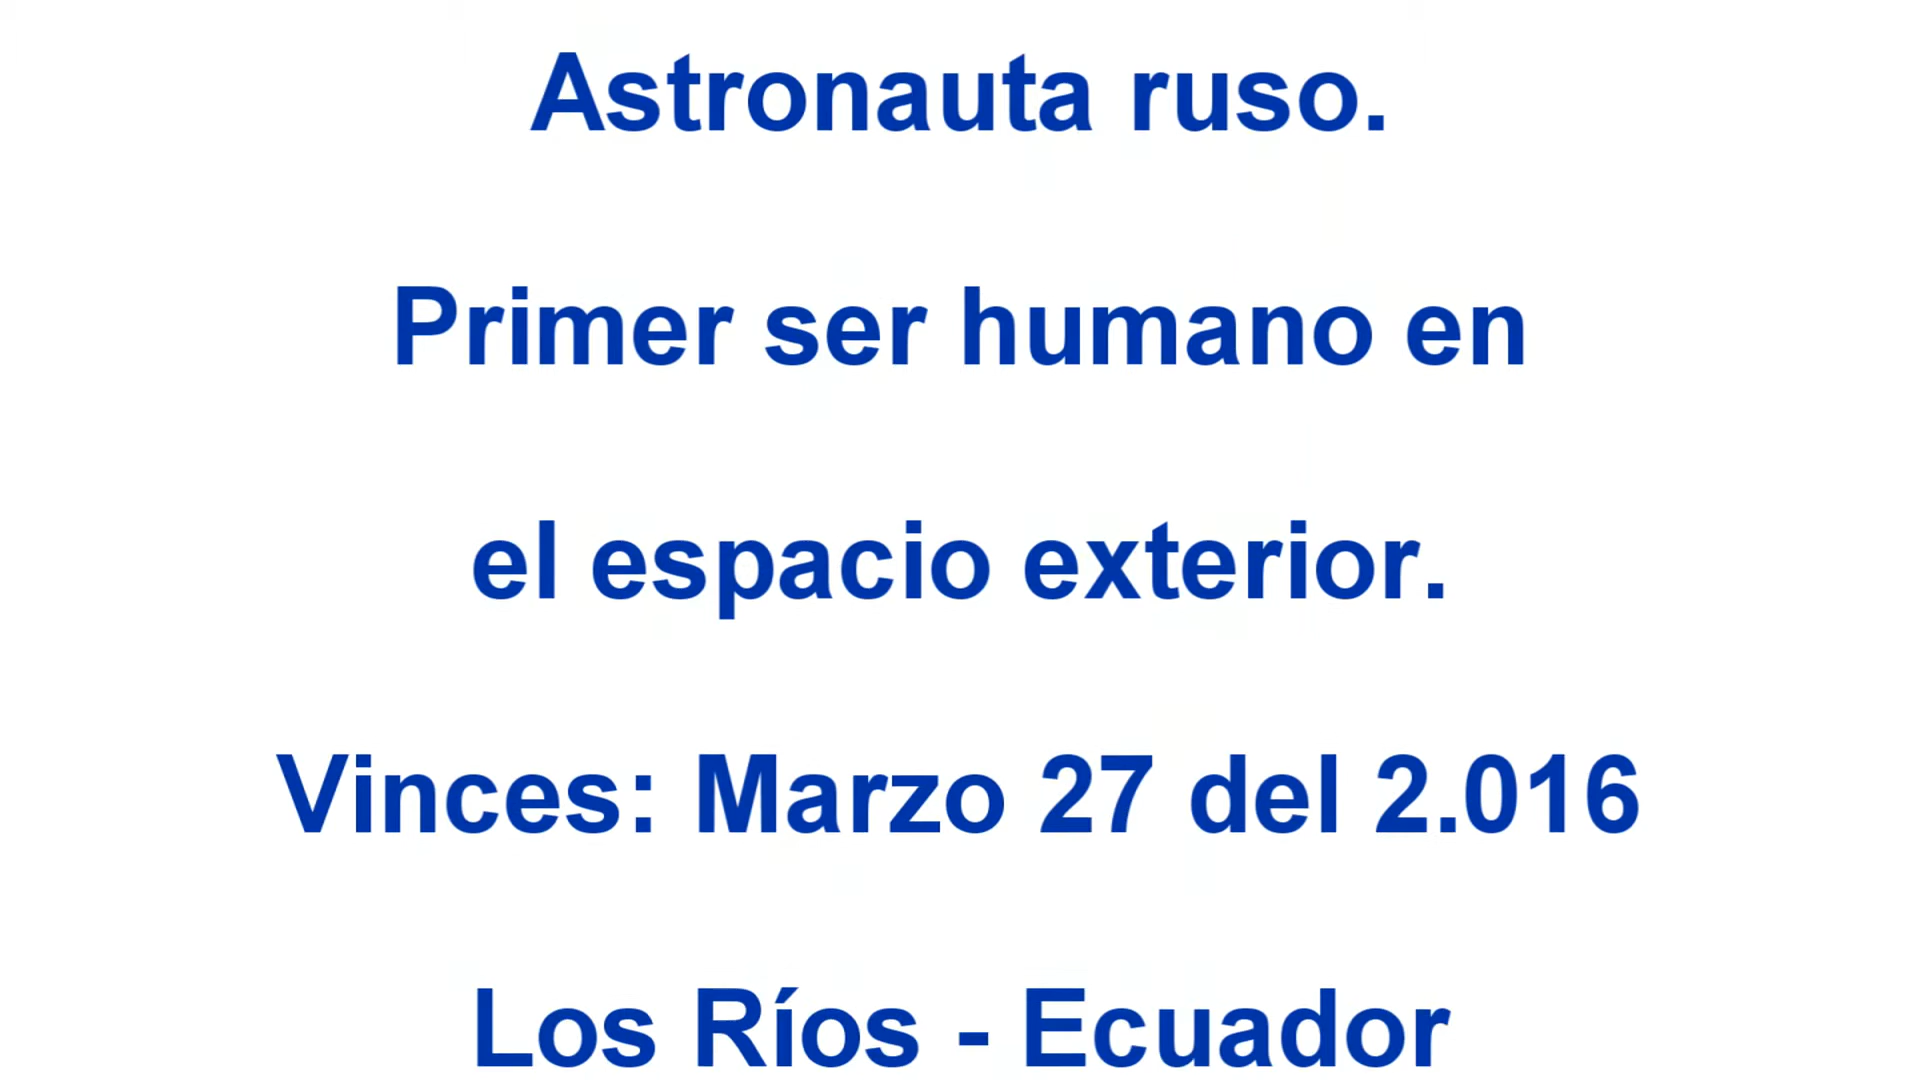 Astronauta ruso.
Primer ser humano en
el espacio exterior.
Vinces: Marzo 27 del 2.016
Los Ríos - Ecuador